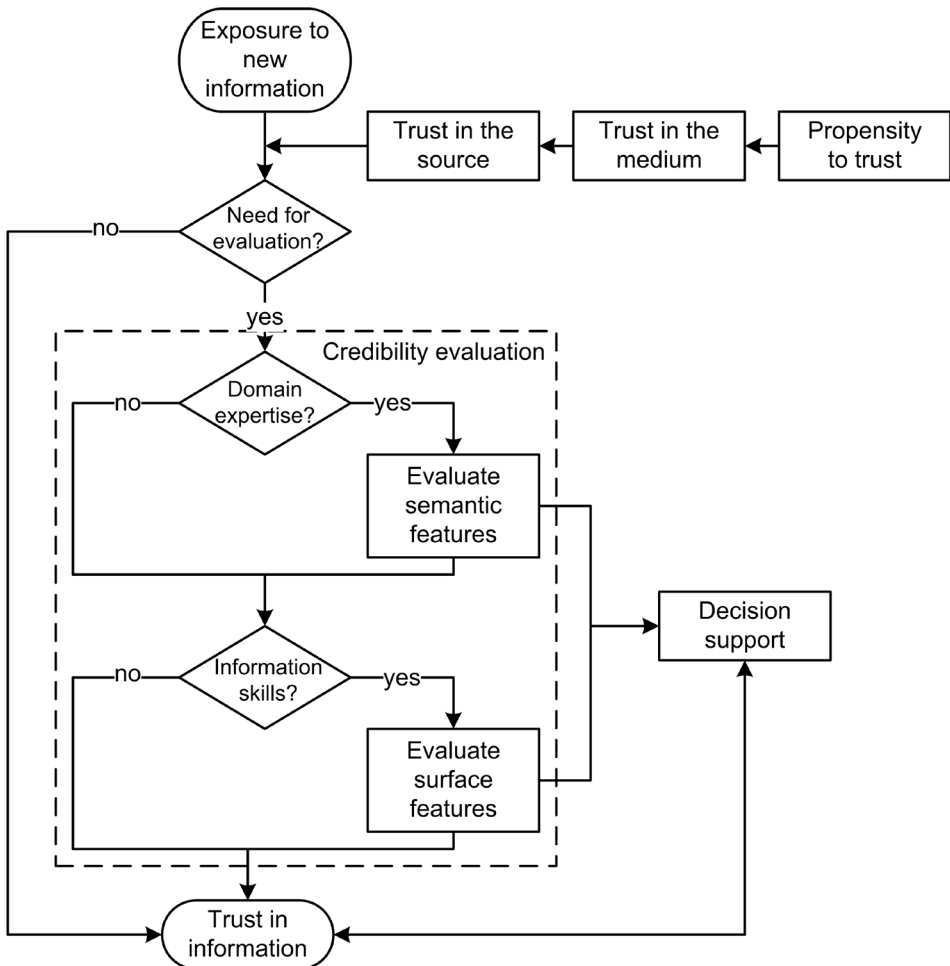 Exposure to
new
information
Trust in the
source
Trust in the
medium
Propensity
to trust
Need for
evaluation?
no
yes
Credibility evaluation
Domain
expertise?
no
yes
Evaluate
semantic
features
Decision
support
Information
skills?
no
yes
Evaluate
surface
features
Trust in
information